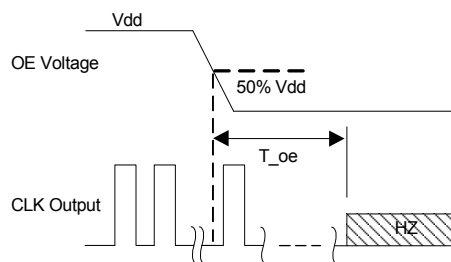 Vdd
OE Voltage
50% Vdd
T_oe
CLK Output
HZ